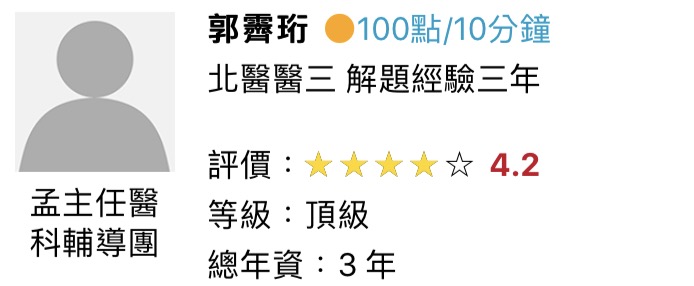 郭霽珩 100點/10分鐘
北醫醫三 解題經驗三年
評價：★★★★☆ 4.2
等級：頂級
總年資：3 年
孟主任醫
科輔導團